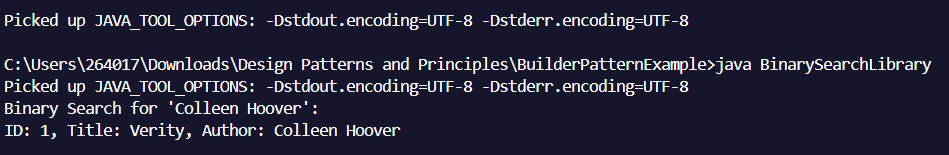 Picked up JAVA_TOOL_OPTIONS: -Dstdout.encoding=UTF-8 -Dstderr.encoding=UTF-8
C:\Users\264017\Downloads\Design Patterns and Principles\BuilderPatternExample>java BinarySearchLibrary
Picked up JAVA_TOOL_OPTIONS: -Dstdout.encoding=UTF-8 -Dstderr.encoding=UTF-8
Binary Search for 'Colleen Hoover':
ID: 1, Title: Verity, Author: Colleen Hoover